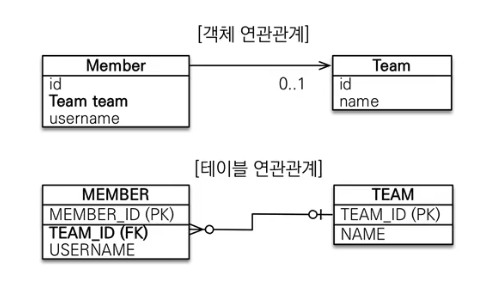 [객체 연관관계]
Member
id
Team team
username
0..1
Team
id
name
[테이블 연관관계]
MEMBER
MEMBER_ID (PK)
TEAM_ID (FK)
USERNAME
TEAM
TEAM_ID (PK)
NAME